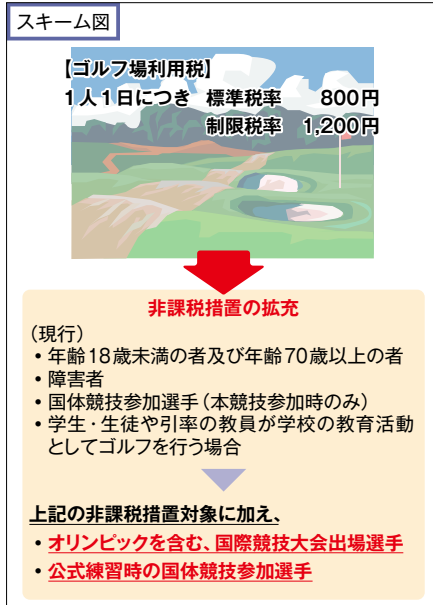 スキーム図
【ゴルフ場利用税】
1人1日につき 標準税率 800円
制限税率 1,200円
非課税措置の拡充
(現行)
・年齢18歳未満の者及び年齢70歳以上の者
・障害者
・国体競技参加選手(本競技参加時のみ)
・学生・生徒や引率の教員が学校の教育活動
としてゴルフを行う場合
上記の非課税措置対象に加え、
・オリンピックを含む、国際競技大会出場選手
・公式練習時の国体競技参加選手